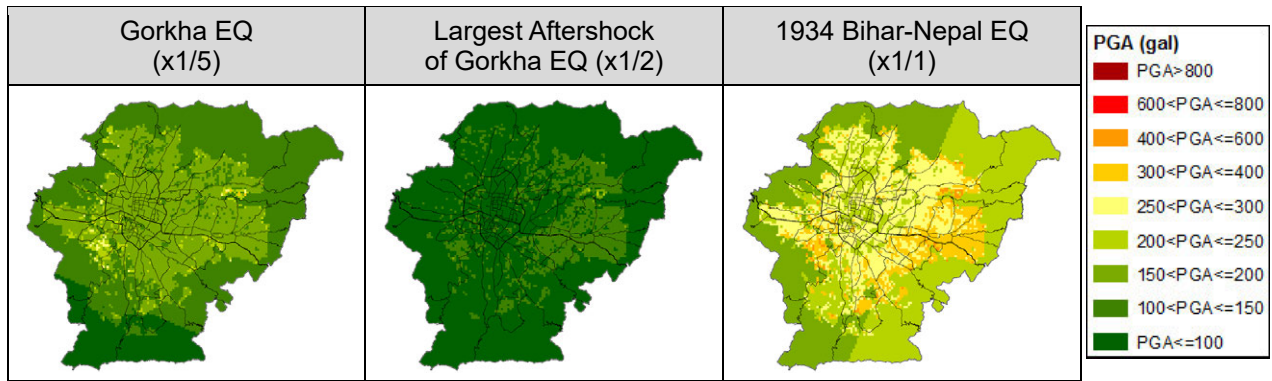 Gorkha EQ
(x1/5)
Largest Aftershock
of Gorkha EQ (x1/2)
1934 Bihar-Nepal EQ
(x1/1)
PGA (gal)
PGA>800
600<PGA<=800
400<PGA<=600
300<PGA<=400
250<PGA<=300
200<PGA<=250
150<PGA<=200
100<PGA<=150
PGA<=100